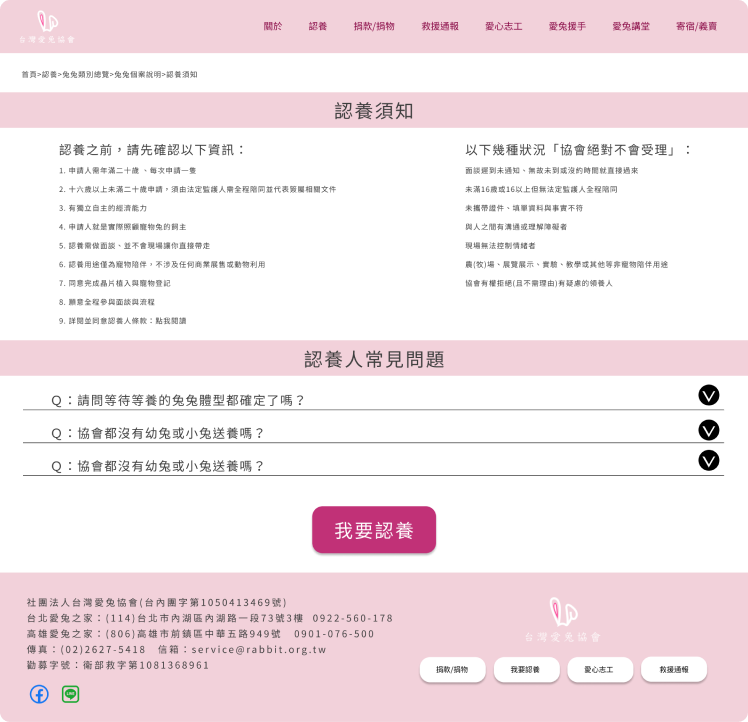 台灣愛兔協會
關於 認養 捐款/捐物 救援通報 愛心志工 愛兔援手 愛兔講堂 寄宿/義賣
首頁>認養>兔兔類別總覽>兔兔個案說明>認養須知
認養須知
認養之前，請先確認以下資訊：
1. 申請人需年滿二十歲 、每次申請一隻
2. 十六歲以上未滿二十歲申請，須由法定監護人需全程陪同並代表簽屬相關文件
3. 有獨立自主的經濟能力
4. 申請人就是實際照顧寵物兔的飼主
5. 認養需做面談、並不會現場讓你直接帶走
6. 認養用途僅為寵物陪伴，不涉及任何商業展售或動物利用
7. 同意完成晶片植入與寵物登記
8. 願意全程參與面談與流程
9. 詳閱並同意認養人條款：點我閱讀
以下幾種狀況「協會絕對不會受理」：
面談遲到未通知、無故未到或沒約時間就直接過來
未滿16歲或16以上但無法定監護人全程陪同
未攜帶證件、填單資料與事實不符
與人之間有溝通或理解障礙者
現場無法控制情緒者
農(牧)場、展覽展示、實驗、教學或其他等非寵物陪伴用途
協會有權拒絕(且不需理由)有疑慮的領養人
認養人常見問題
Q：請問等待等養的兔兔體型都確定了嗎？
Q：協會都沒有幼兔或小兔送養嗎？
Q：協會都沒有幼兔或小兔送養嗎？
我要認養
社團法人台灣愛兔協會(台內團字第1050413469號)
台北愛兔之家：(114)台北市內湖區內湖路一段73號3樓 0922-560-178
高雄愛兔之家：(806)高雄市前鎮區中華五路949號 0901-076-500
傳真：(02)2627-5418 信箱：service@rabbit.org.tw
勸募字號：衛部救字第1081368961
LINE
台灣愛兔協會
捐款/捐物 我要認養 愛心志工 救援通報